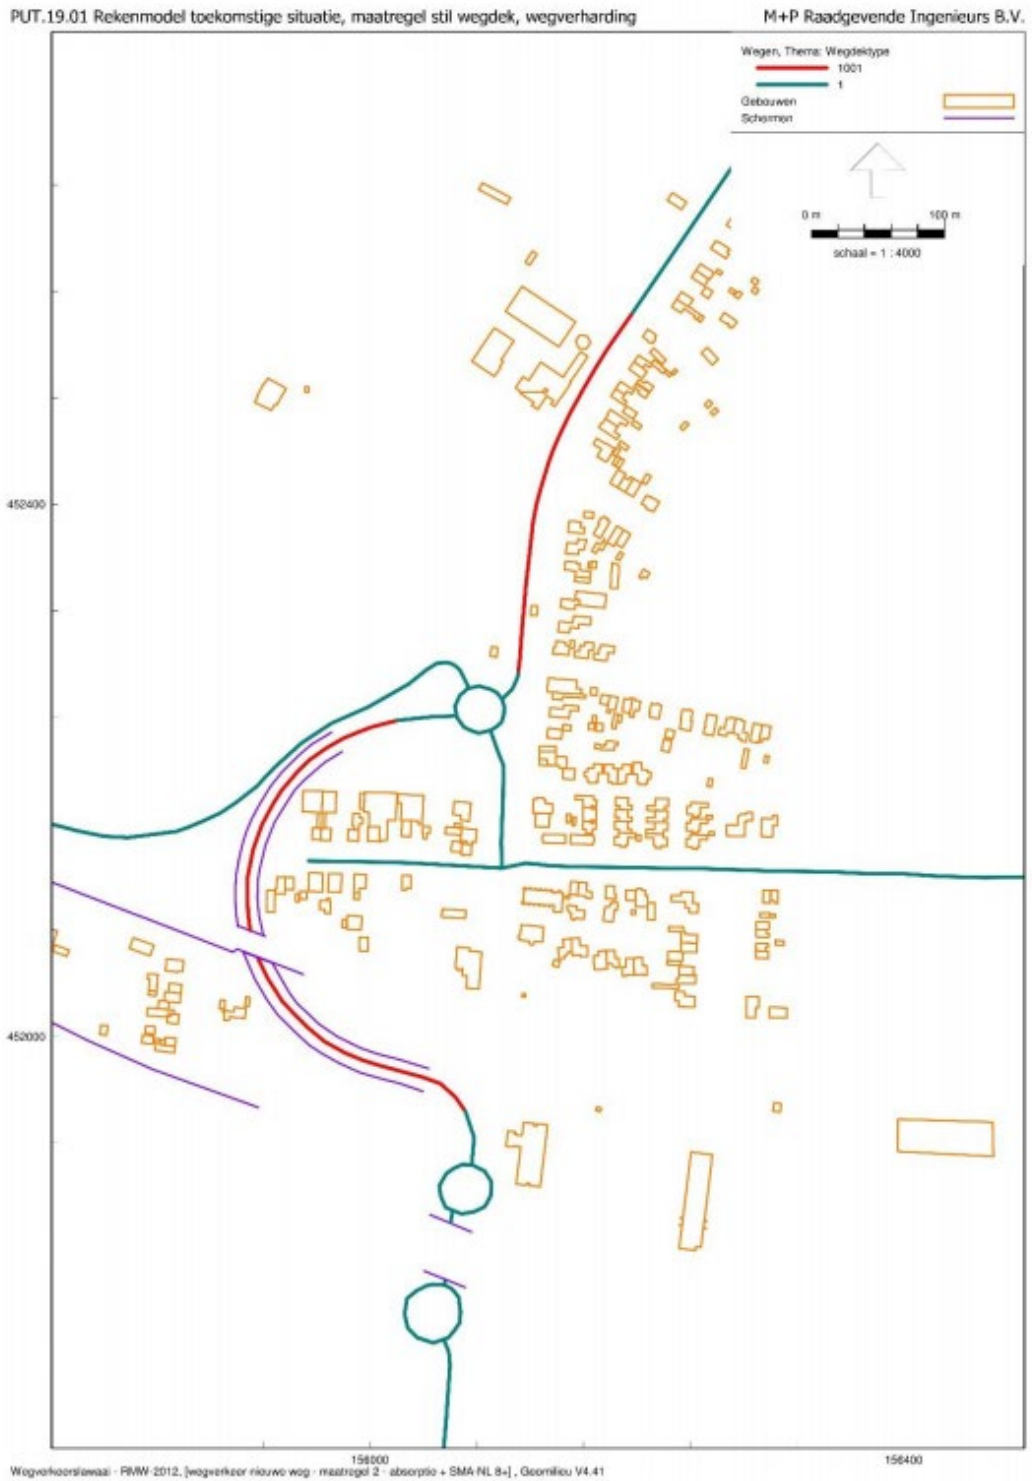 PUT.19.01 Rekenmodel toekomstige situatie, maatregel stil wegdek, wegverharding
M+P Raadgevende Ingenieurs B.V.
Wegen, Thema: Wegdektype
1001
1
Gebouwen
Schermen
0 m 100 m
schaal = 1 : 4000
452400
452000
156000 156400
Wegverkeerslawaai - RMW-2012, [wegverkeer nieuwe weg - maatregel 2 - absorptie + SMA-NL 8+] , Geomilieu V4.41